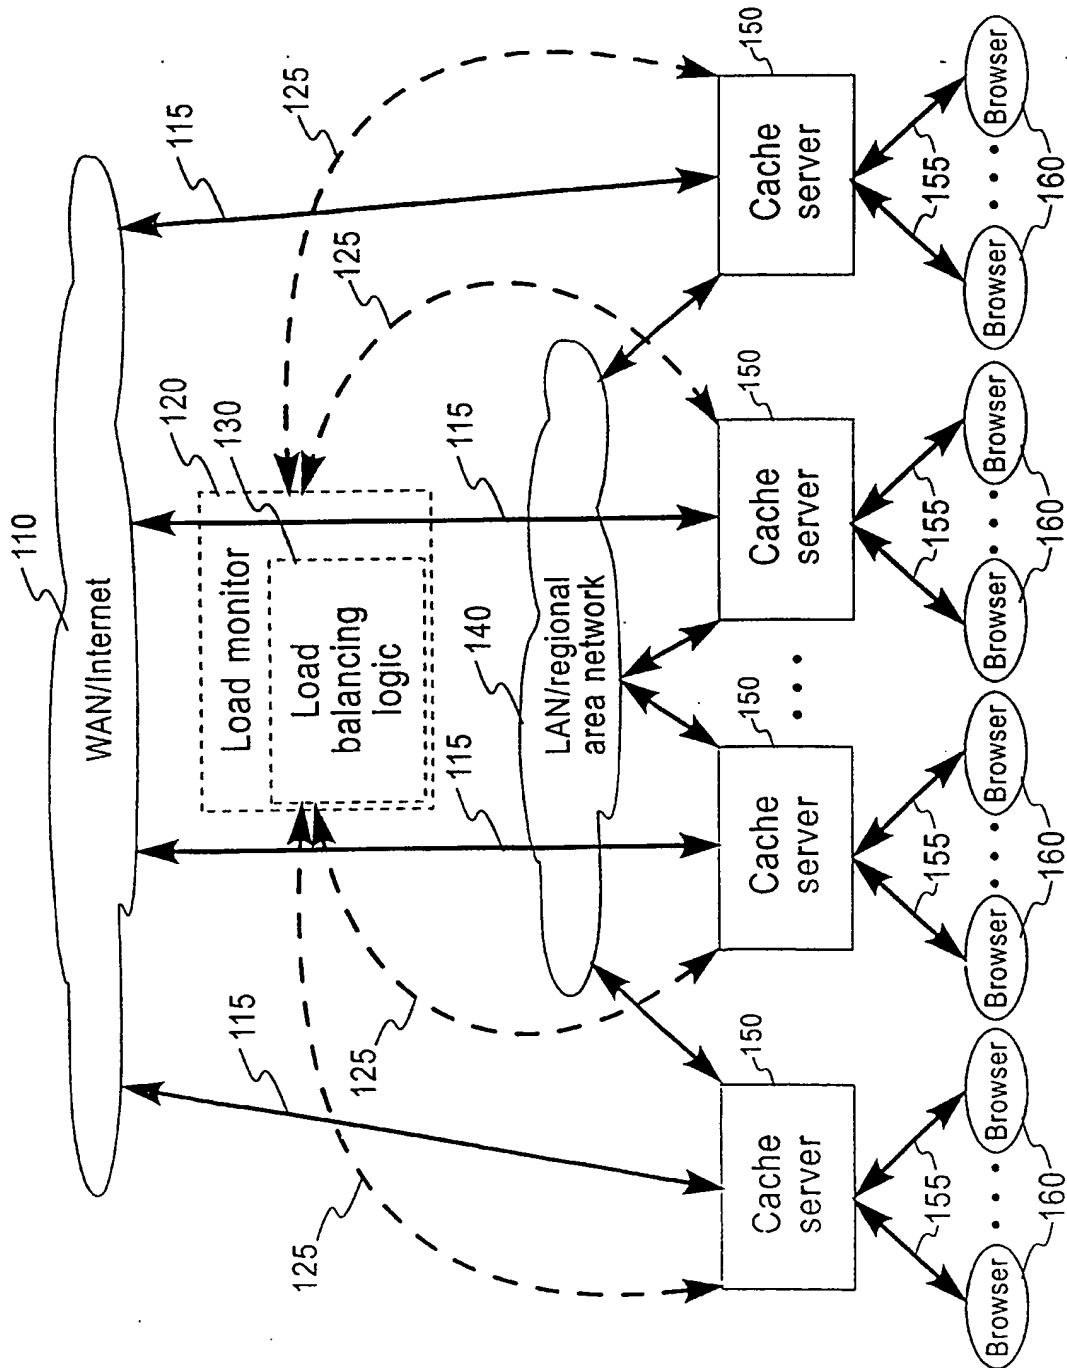 110
WAN/Internet
115
120
115
Load monitor
130
125
125
Load
balancing
logic
125
125
115
115
140
LAN/regional
area network
150
150
150
150
Cache
server
Cache
server
Cache
server
Cache
server
155
155
155
155
Browser
Browser
Browser
Browser
Browser
Browser
Browser
Browser
160
160
160
160